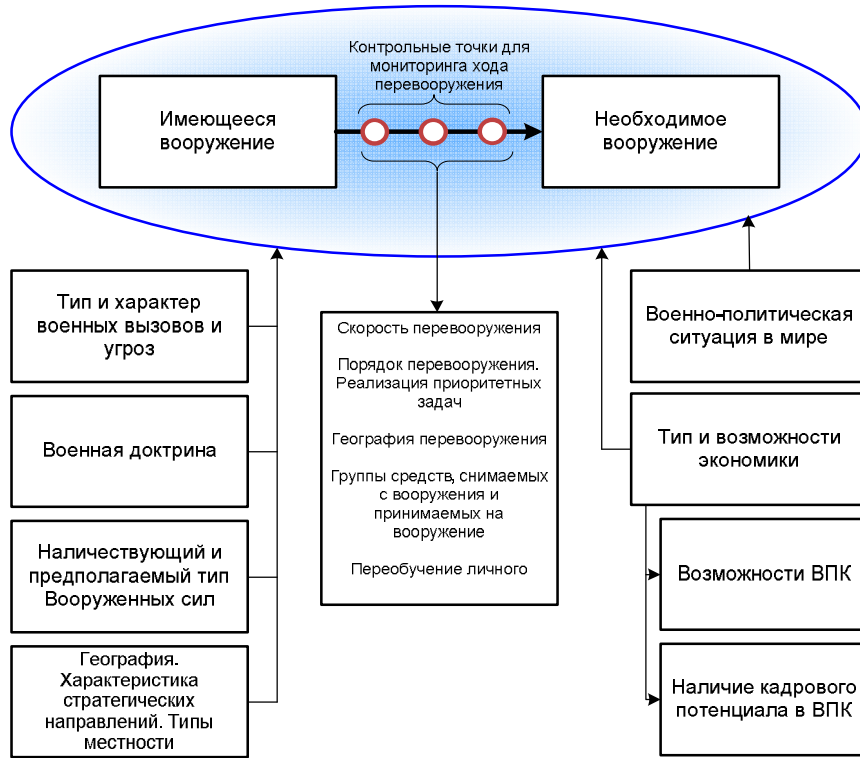 Контрольные точки для
мониторинга хода
перевооружения
Имеющееся
вооружение
Необходимое
вооружение
Тип и характер
военных вызовов и
угроз
Военная доктрина
Наличествующий и
предполагаемый тип
Вооруженных сил
География.
Характеристика
стратегических
направлений. Типы
местности
Скорость перевооружения
Порядок перевооружения.
Реализация приоритетных
задач
География перевооружения
Группы средств, снимаемых
с вооружения и
принимаемых на
вооружение
Переобучение личного
Военно-политическая
ситуация в мире
Тип и возможности
экономики
Возможности ВПК
Наличие кадрового
потенциала в ВПК